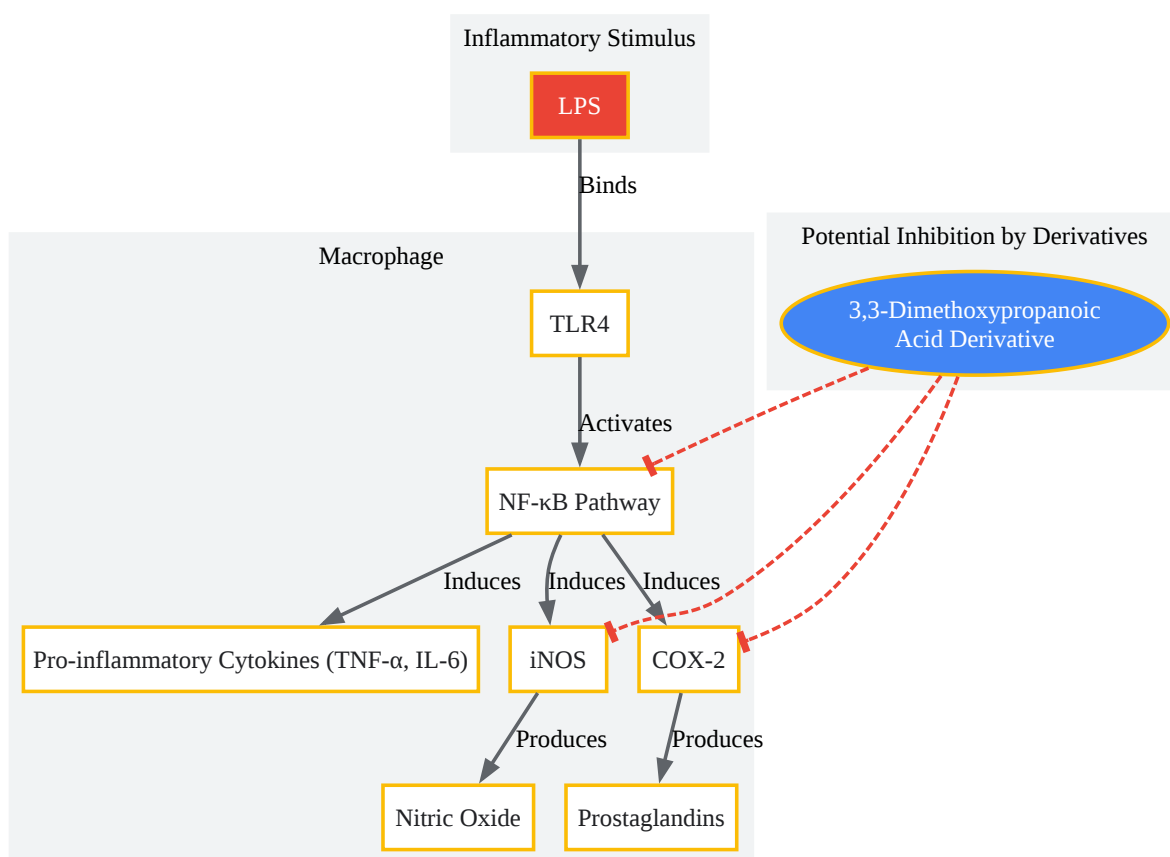 Inflammatory Stimulus
LPS
Binds
Potential Inhibition by Derivatives
Macrophage
3,3-Dimethoxypropanoic
Acid Derivative
TLR4
Activates
NF-κB Pathway
Induces
Induces
Induces
Pro-inflammatory Cytokines (TNF-α, IL-6)
iNOS
COX-2
Produces
Produces
Nitric Oxide
Prostaglandins